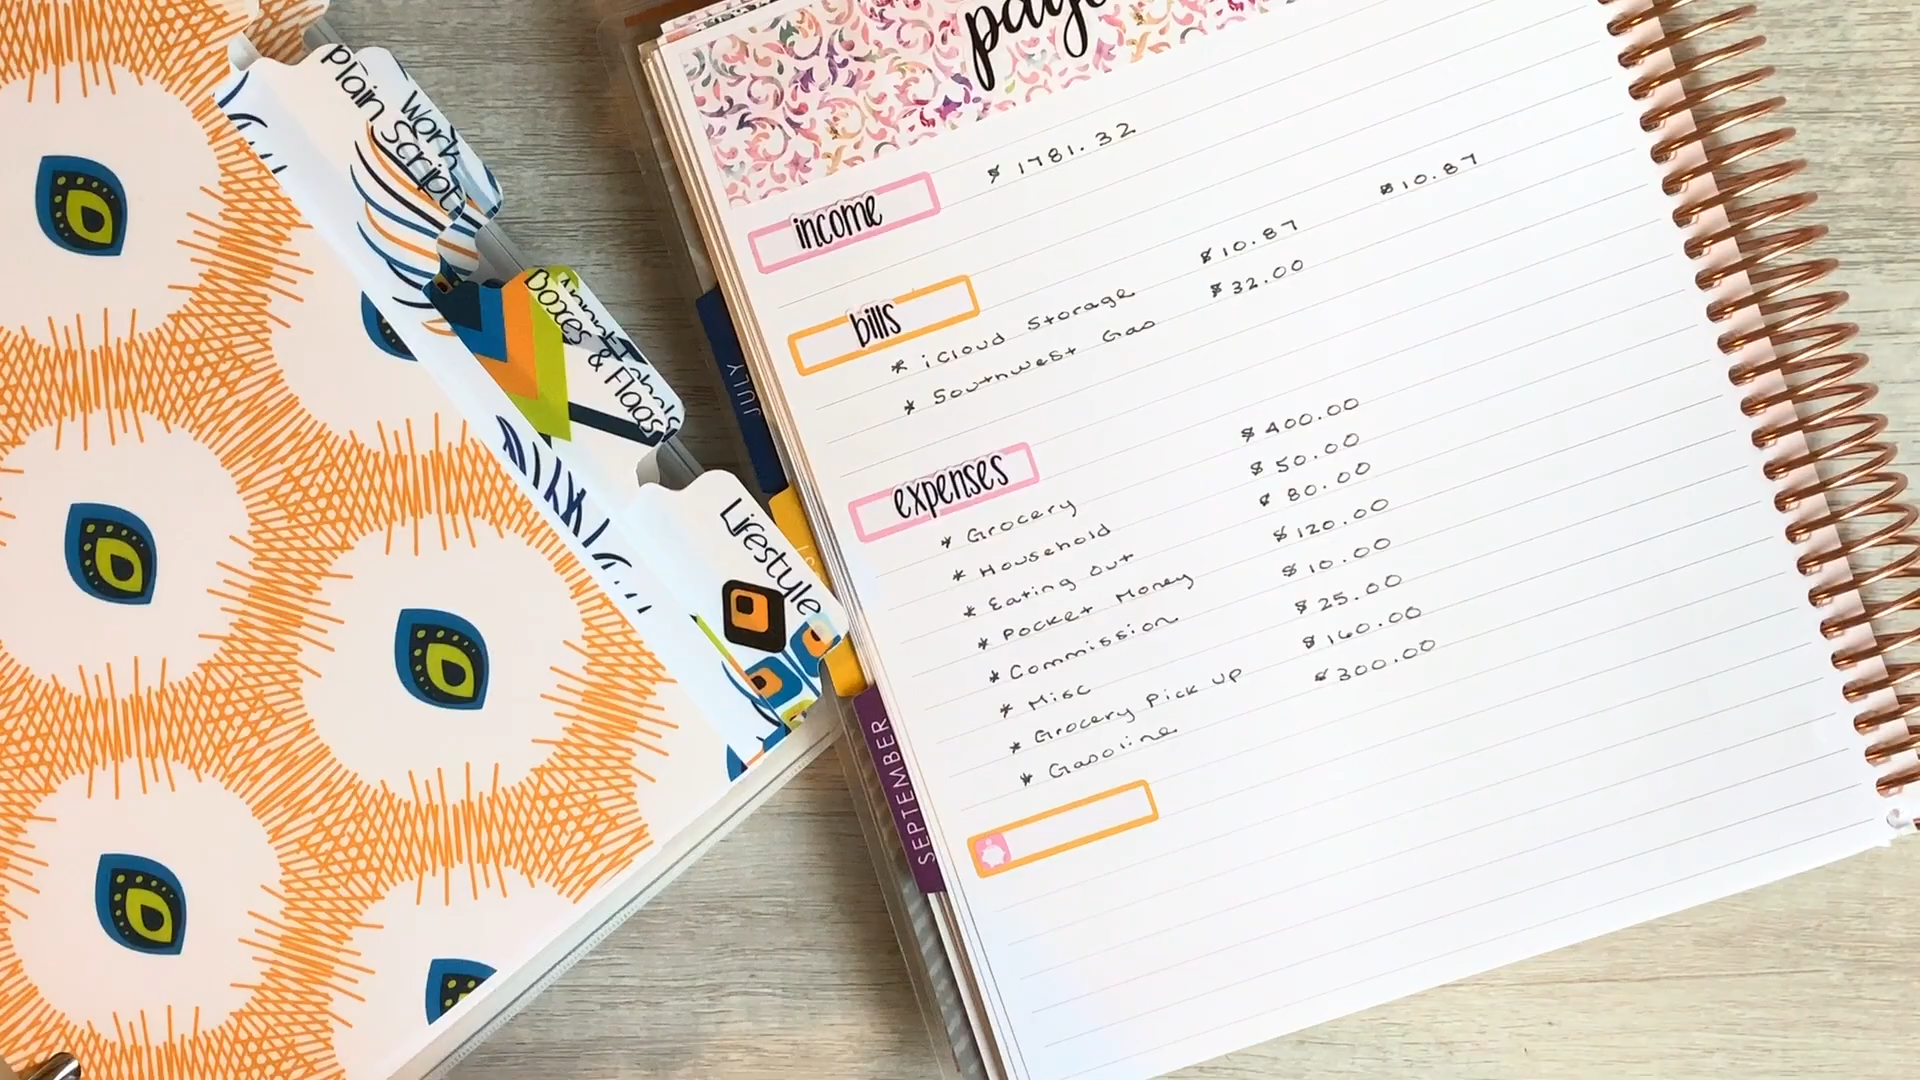 Plain Script
Work
Boxes & Flags
Lifestyle
JULY
SEPTEMBER
income
$ 1781.32
bills
* iCloud Storage $10.87 $10.87
* Southwest Gas $32.00
expenses
* Grocery $400.00
* Household $50.00
* Eating Out $80.00
* Pocket Money $120.00
* Commission $10.00
* Misc $25.00
* Grocery Pick Up $160.00
* Gasoline $300.00